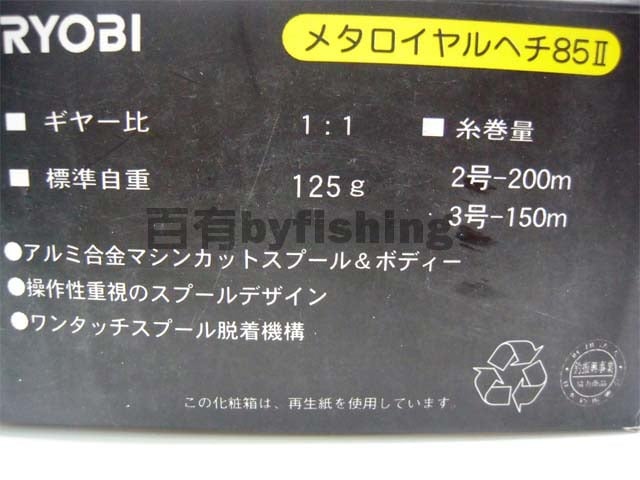 RYOBI
メタロイヤルヘチ85Ⅱ
■ ギヤー比 1:1
■ 糸巻量
■ 標準自重 125g
2号-200m
3号-150m
百有byfishing
●アルミ合金マシンカットスプール&ボディー
●操作性重視のスプールデザイン
●ワンタッチスプール脱着機構
この化粧箱は、再生紙を使用しています。